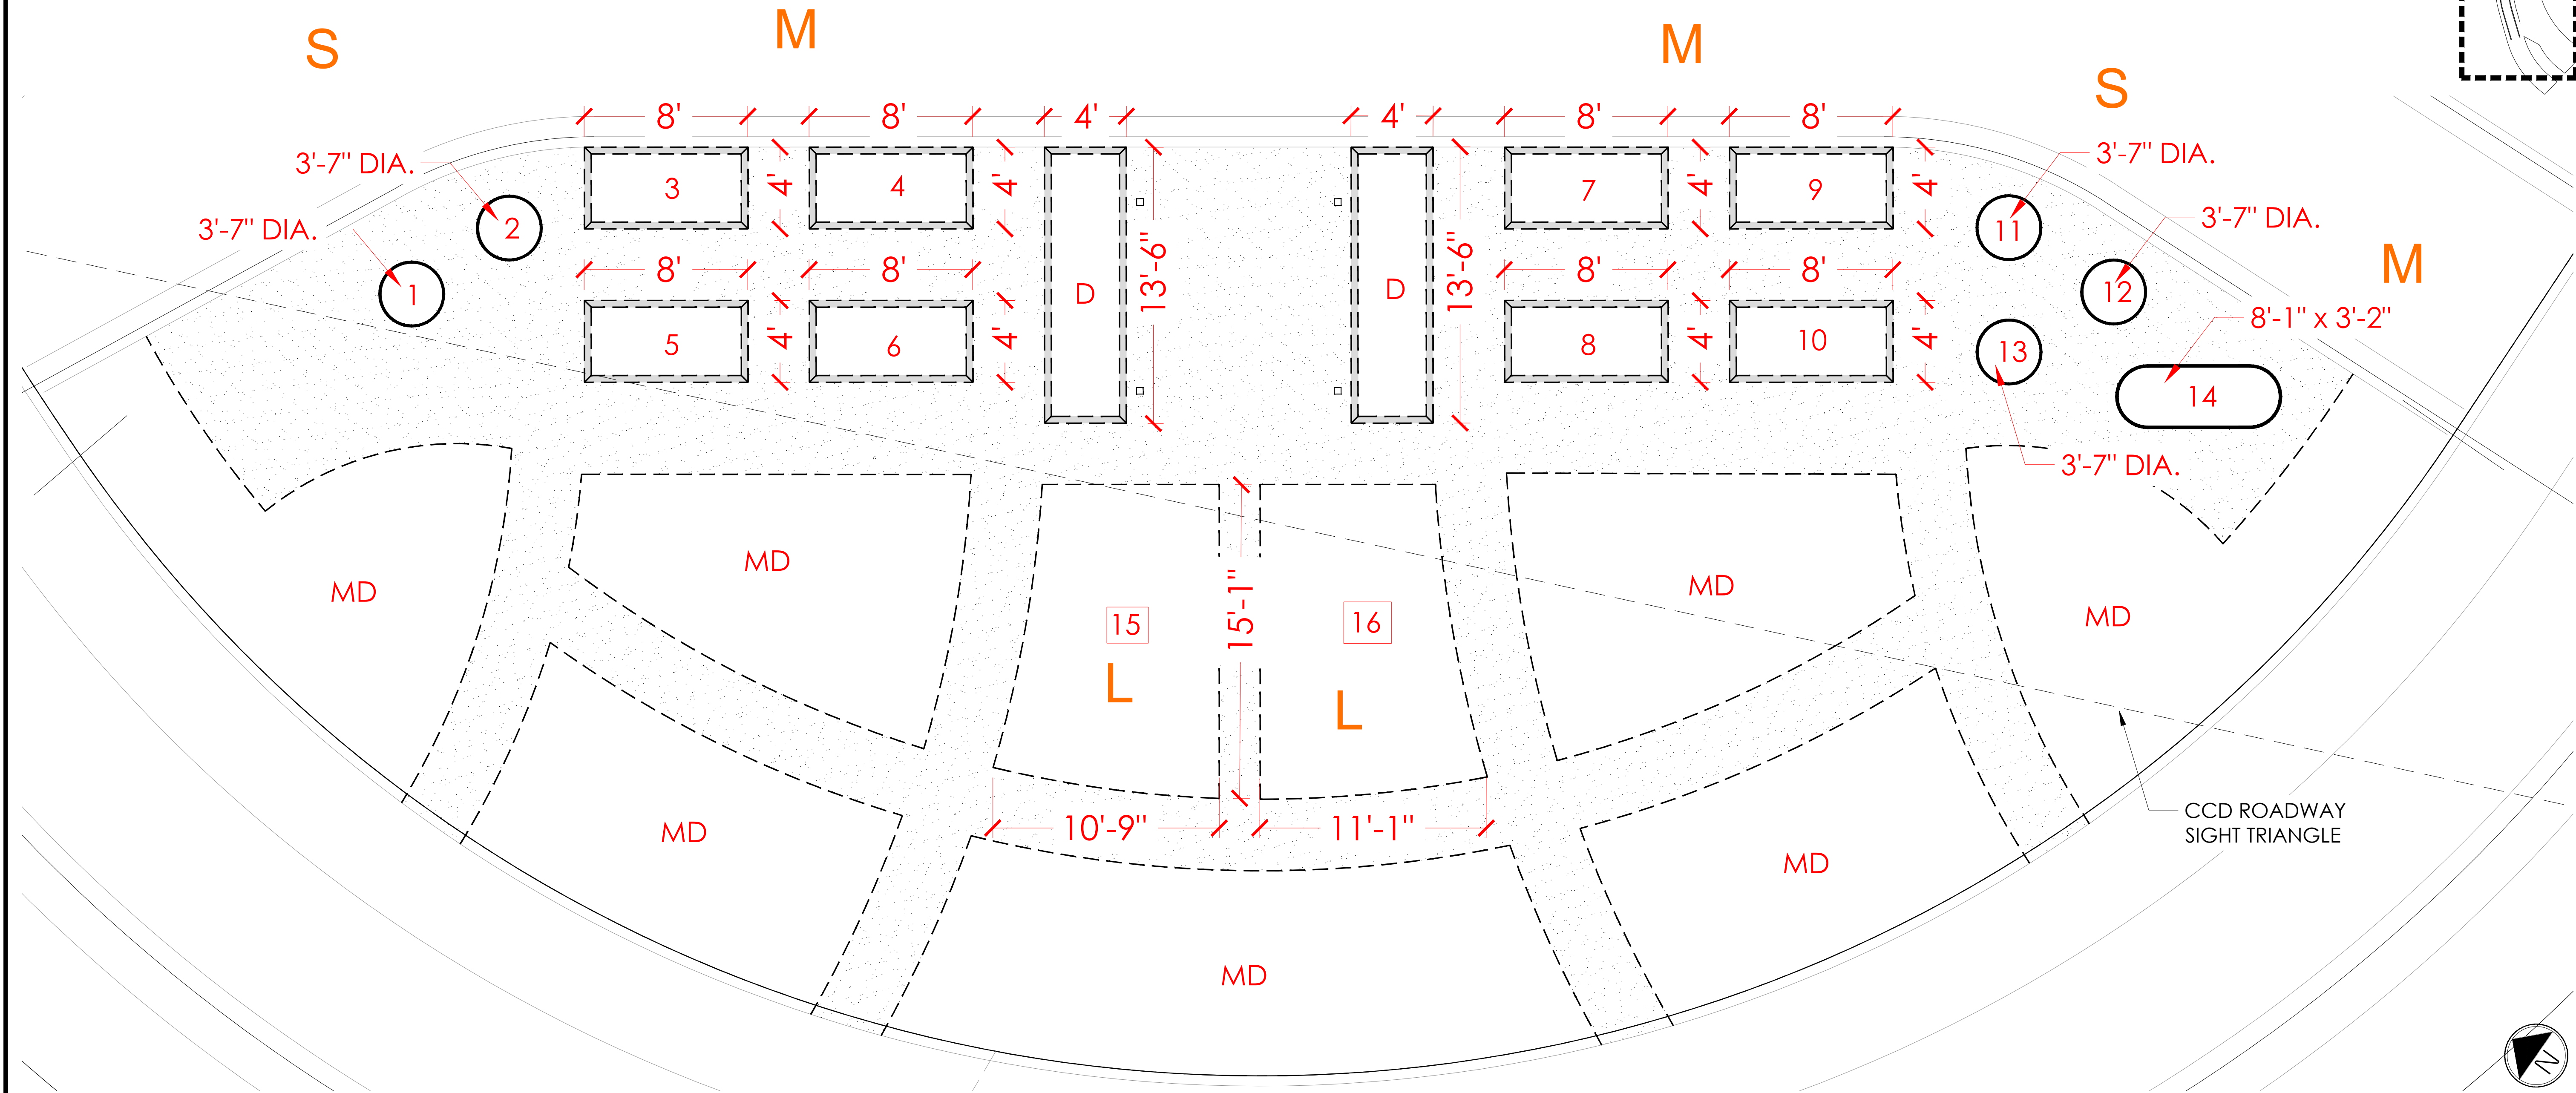 S
M
M
S
M
8'
8'
4'
4'
8'
8'
3'-7" DIA.
3'-7" DIA.
3'-7" DIA.
3'-7" DIA.
2
1
3
4'
4
4'
D
13'-6"
D
13'-6"
7
4'
9
4'
11
12
8'
8'
8'
8'
5
4'
6
4'
8
4'
10
4'
13
8'-1" x 3'-2"
14
3'-7" DIA.
MD
MD
15
15'-1"
16
MD
MD
L
L
MD
10'-9"
11'-1"
MD
CCD ROADWAY
SIGHT TRIANGLE
MD
N